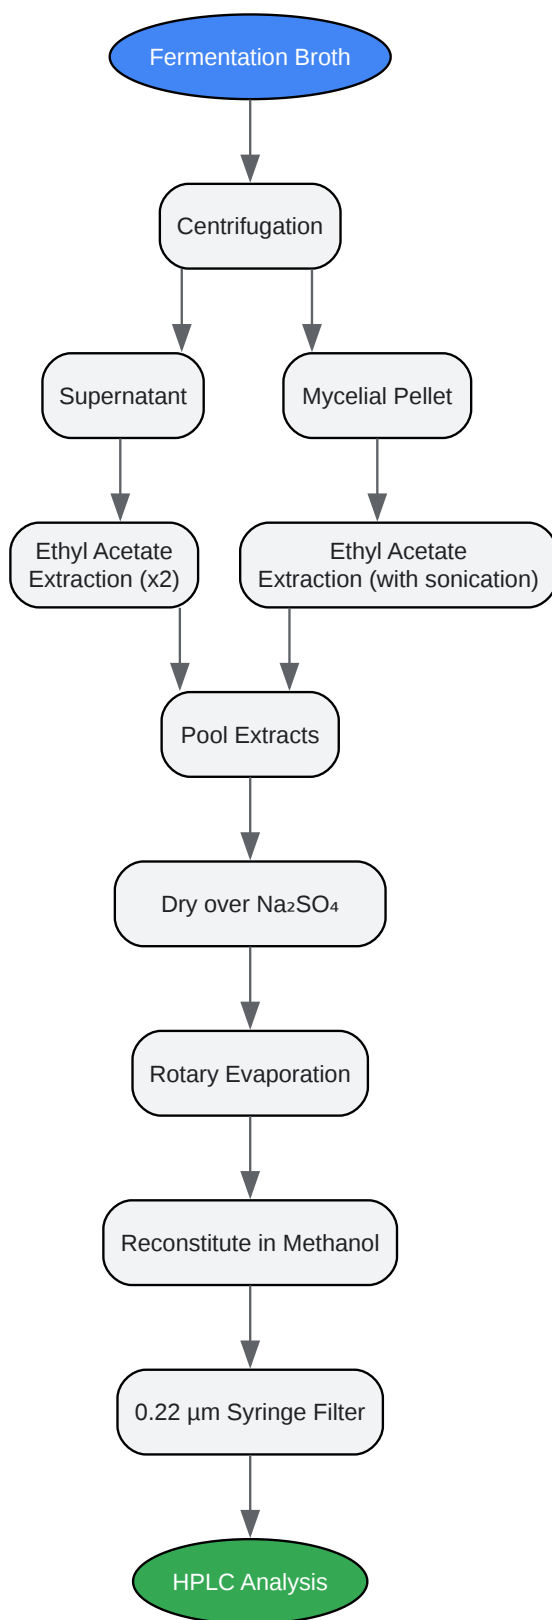 Fermentation Broth
Centrifugation
Supernatant
Mycelial Pellet
Ethyl Acetate
Extraction (x2)
Ethyl Acetate
Extraction (with sonication)
Pool Extracts
Dry over Na₂SO₄
Rotary Evaporation
Reconstitute in Methanol
0.22 µm Syringe Filter
HPLC Analysis